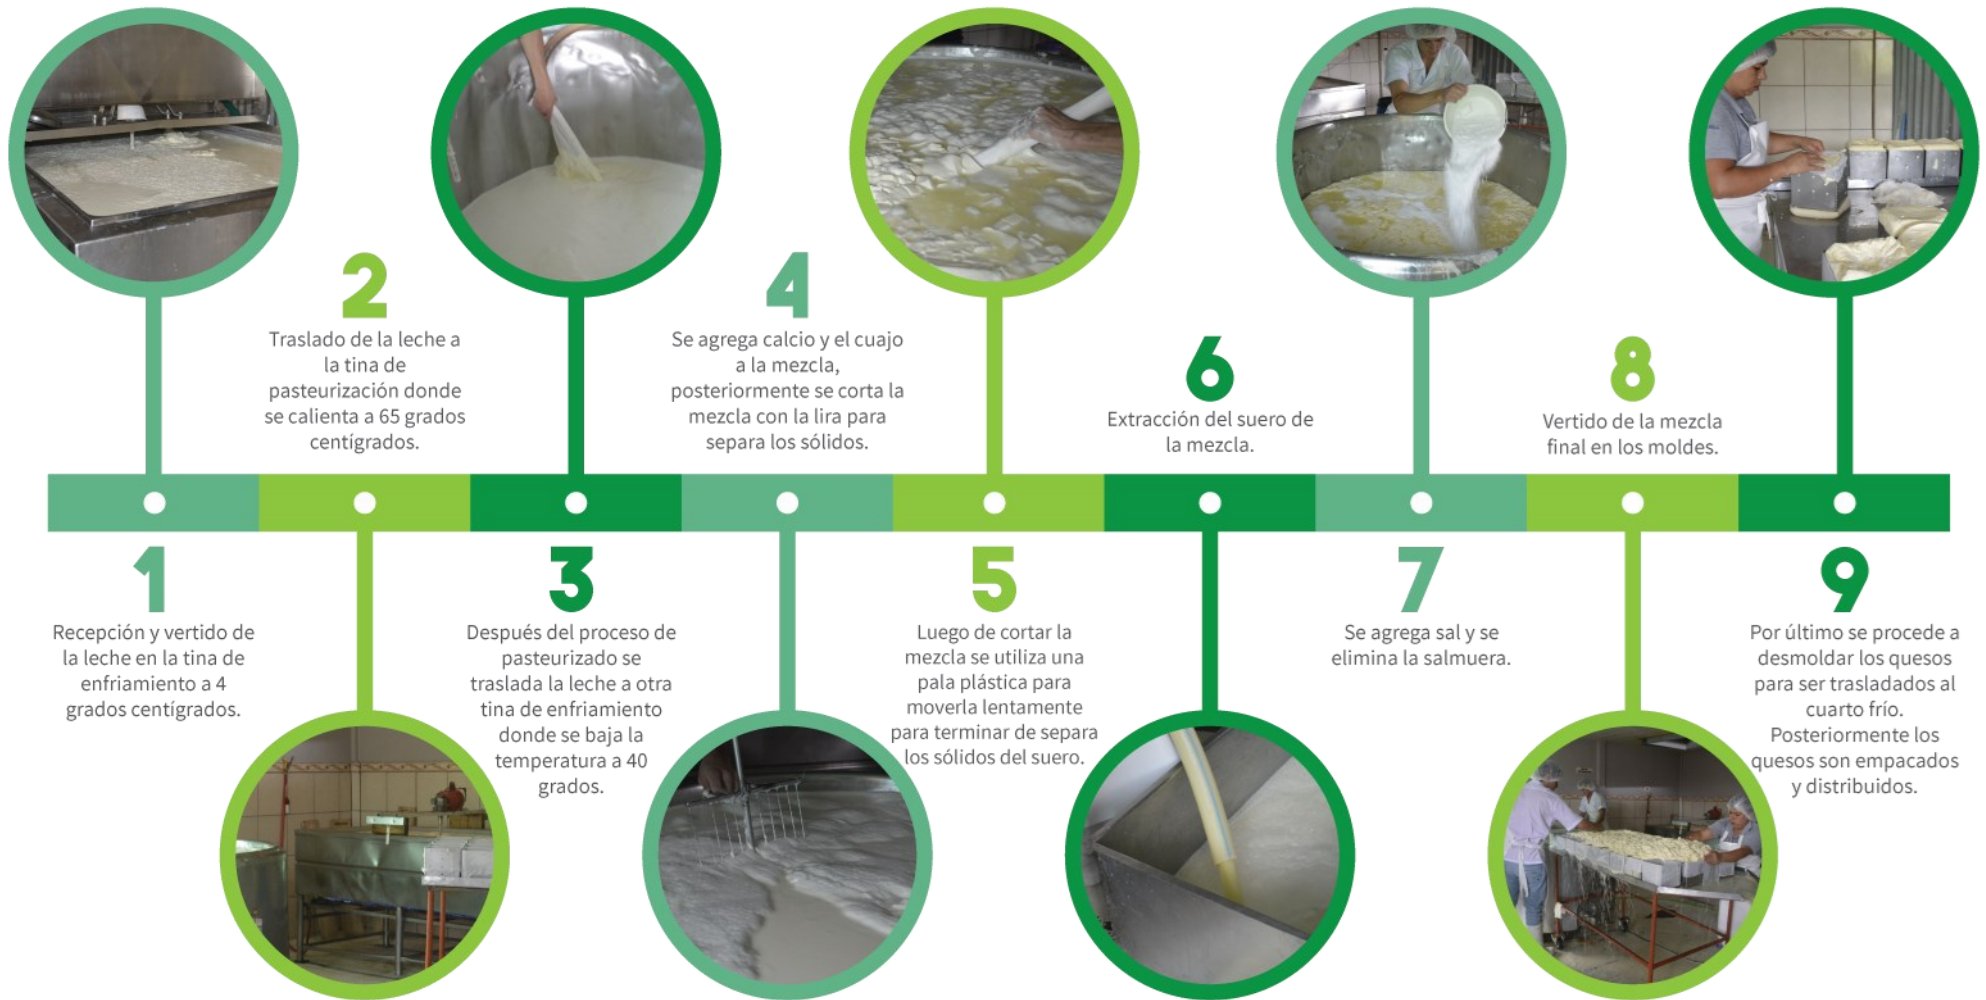 1
Recepción y vertido de
la leche en la tina de
enfriamiento a 4
grados centígrados.
2
Traslado de la leche a
la tina de
pasteurización donde
se calienta a 65 grados
centígrados.
3
Después del proceso de
pasteurizado se
traslada la leche a otra
tina de enfriamiento
donde se baja la
temperatura a 40
grados.
4
Se agrega calcio y el cuajo
a la mezcla,
posteriormente se corta la
mezcla con la lira para
separa los sólidos.
5
Luego de cortar la
mezcla se utiliza una
pala plástica para
moverla lentamente
para terminar de separa
los sólidos del suero.
6
Extracción del suero de
la mezcla.
7
Se agrega sal y se
elimina la salmuera.
8
Vertido de la mezcla
final en los moldes.
9
Por último se procede a
desmoldar los quesos
para ser trasladados al
cuarto frío.
Posteriormente los
quesos son empacados
y distribuidos.